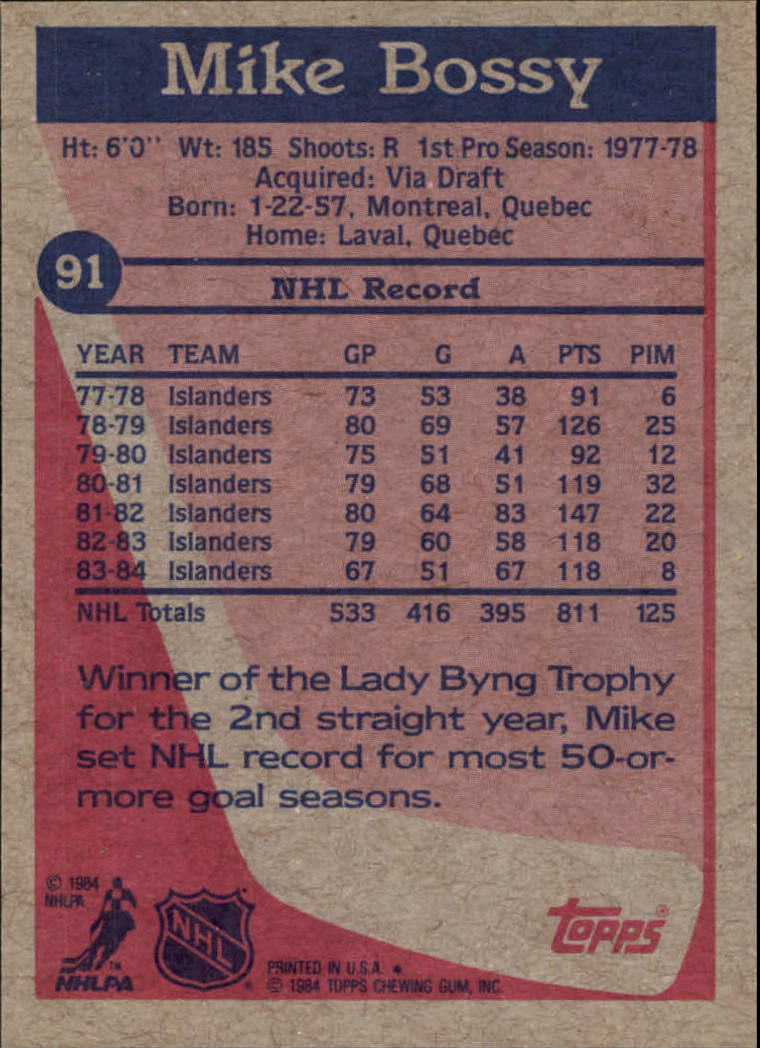 Mike Bossy
Ht: 6'0'' Wt: 185 Shoots: R 1st Pro Season: 1977-78
Acquired: Via Draft
Born: 1-22-57, Montreal, Quebec
Home: Laval, Quebec
91
NHL Record
YEAR TEAM GP G A PTS PIM
77-78 Islanders 73 53 38 91 6
78-79 Islanders 80 69 57 126 25
79-80 Islanders 75 51 41 92 12
80-81 Islanders 79 68 51 119 32
81-82 Islanders 80 64 83 147 22
82-83 Islanders 79 60 58 118 20
83-84 Islanders 67 51 67 118 8
NHL Totals 533 416 395 811 125
Winner of the Lady Byng Trophy
for the 2nd straight year, Mike
set NHL record for most 50-or-
more goal seasons.
© 1984
NHLPA
TM
NHLPA
NHL
®
PRINTED IN U.S.A. *
© 1984 TOPPS CHEWING GUM, INC.
topps®